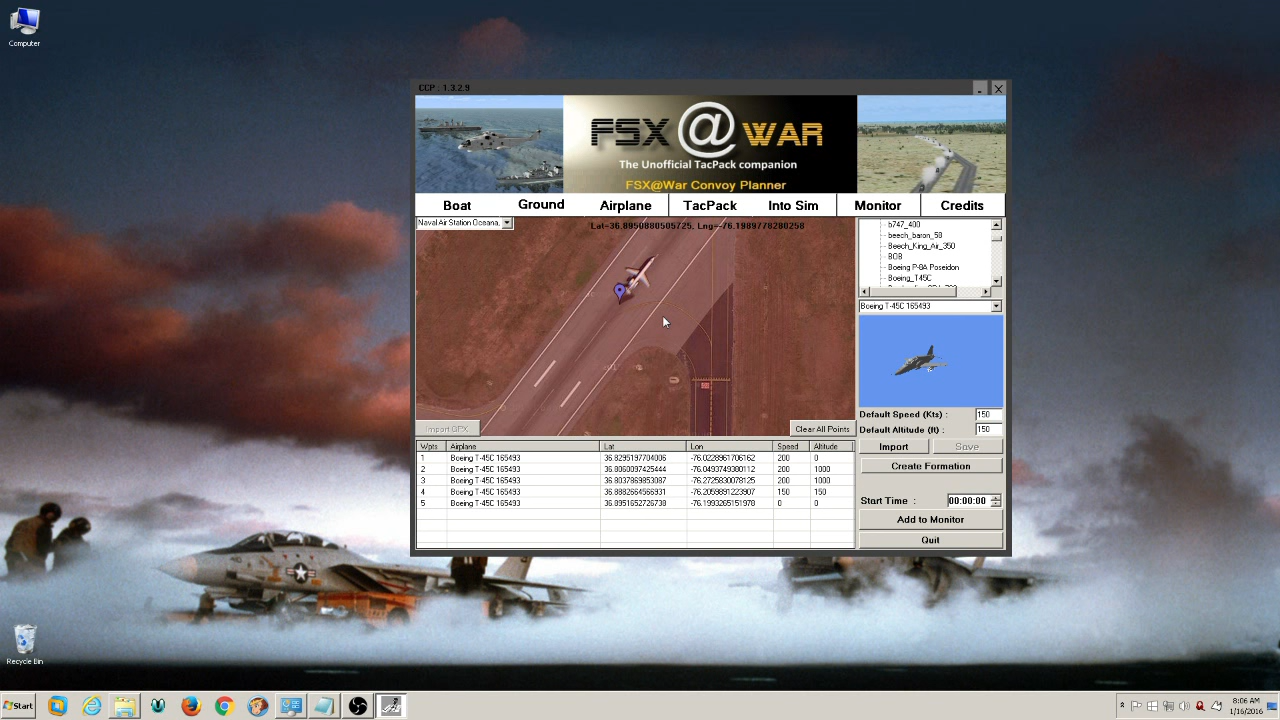 Computer
CCP : 1.3.2.9
FSX@WAR
The Unofficial TacPack companion
FSX@War Convoy Planner
Boat Ground Airplane TacPack Into Sim Monitor Credits
Naval Air Station Oceana,
Lat=36.8950880505725, Lng=-76.1989778280258
b747_400
beech_baron_58
Beech_King_Air_350
BOB
Boeing P-8A Poseidon
Boeing_T45C
Boeing T-45C 165493
Default Speed (Kts) : 150
Default Altitude (ft) : 150
Import GPX
Clear All Points
Import Save
Create Formation
Wpts Airplane Lat Lon Speed Altitude
1 Boeing T-45C 165493 36.8295197704006 -76.0228961706162 200 0
2 Boeing T-45C 165493 36.8060097425444 -76.0493749380112 200 1000
3 Boeing T-45C 165493 36.8037869853087 -76.2725830078125 200 1000
4 Boeing T-45C 165493 36.8882664566931 -76.2059891223907 150 150
5 Boeing T-45C 165493 36.8951652726738 -76.1993265151978 0 0
Start Time : 00:00:00
Add to Monitor
Quit
Recycle Bin
Start
8:06 AM
1/16/2016